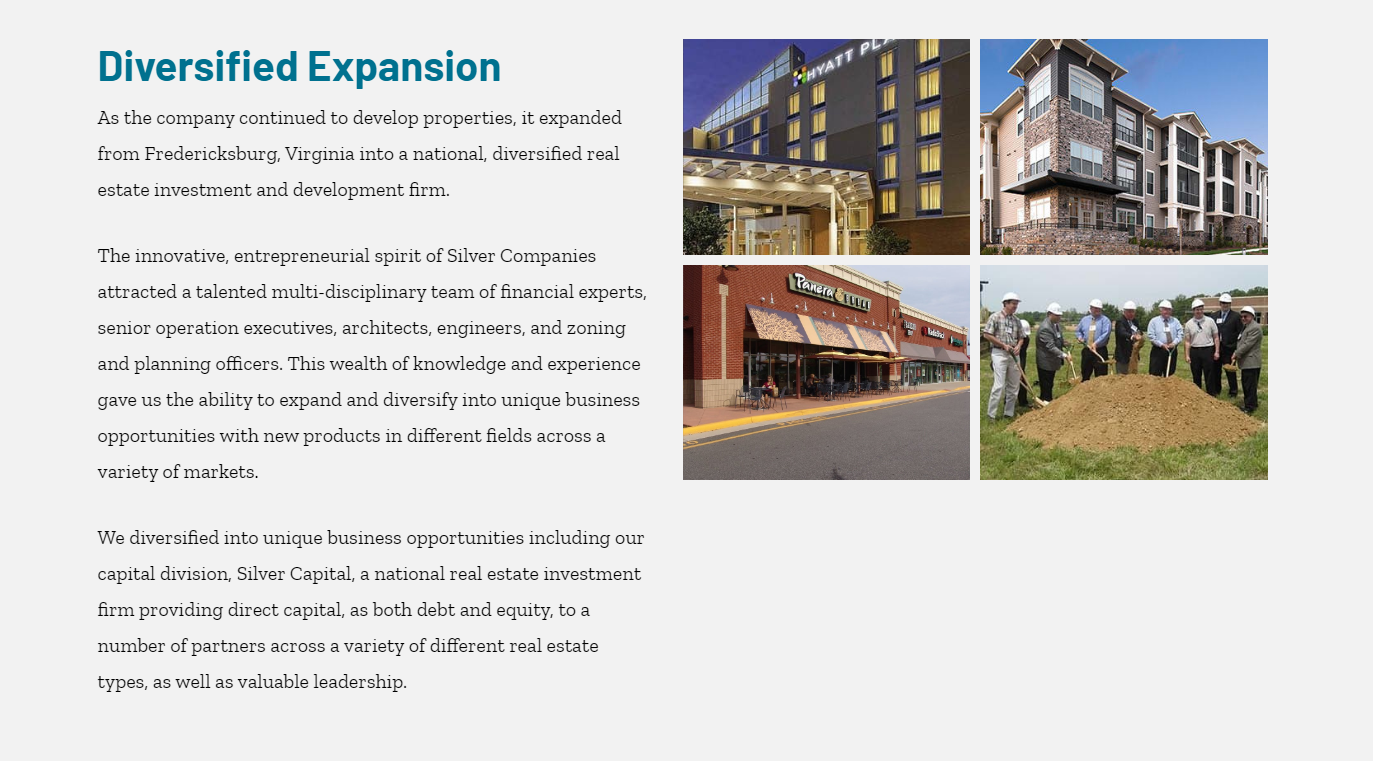 Diversified Expansion
As the company continued to develop properties, it expanded
from Fredericksburg, Virginia into a national, diversified real
estate investment and development firm.
The innovative, entrepreneurial spirit of Silver Companies
attracted a talented multi-disciplinary team of financial experts,
senior operation executives, architects, engineers, and zoning
and planning officers. This wealth of knowledge and experience
gave us the ability to expand and diversify into unique business
opportunities with new products in different fields across a
variety of markets.
We diversified into unique business opportunities including our
capital division, Silver Capital, a national real estate investment
firm providing direct capital, as both debt and equity, to a
number of partners across a variety of different real estate
types, as well as valuable leadership.
HYATT PLA
Panera
RadioShack